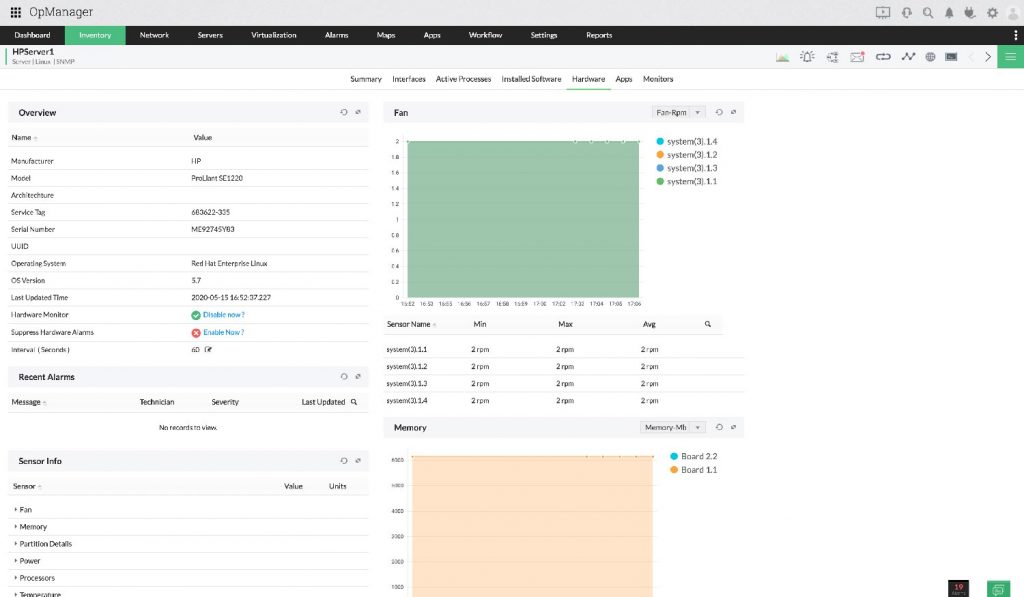 OpManager
Dashboard Inventory Network Servers Virtualization Alarms Maps Apps Workflow Settings Reports
HPServer1
Server | Linux | SNMP
Summary Interfaces Active Processes Installed Software Hardware Apps Monitors
Overview
Name Value
Manufacturer HP
Model ProLiant SE1220
Architechture
Service Tag 683622-335
Serial Number ME92745Y83
UUID
Operating System Red Hat Enterprise Linux
OS Version 5.7
Last Updated Time 2020-05-15 16:52:37.227
Hardware Monitor Disable now?
Suppress Hardware Alarms Enable Now?
Interval ( Seconds ) 60
Recent Alarms
Message Technician Severity Last Updated
No records to view.
Sensor Info
Sensor Value Units
Fan
Memory
Partition Details
Power
Processors
Temperature
Fan Fan-Rpm
2
1.8
1.6
1.4
1.2
1
0.8
0.6
0.4
0.2
0
16:52 16:53 16:55 16:56 16:57 16:58 16:59 17:00 17:02 17:03 17:04 17:05 17:06
system(3).1.4
system(3).1.2
system(3).1.3
system(3).1.1
Sensor Name Min Max Avg
system(3).1.1 2 rpm 2 rpm 2 rpm
system(3).1.2 2 rpm 2 rpm 2 rpm
system(3).1.3 2 rpm 2 rpm 2 rpm
system(3).1.4 2 rpm 2 rpm 2 rpm
Memory Memory-Mb
6000
5000
4000
3000
2000
1000
Board 2.2
Board 1.1
19